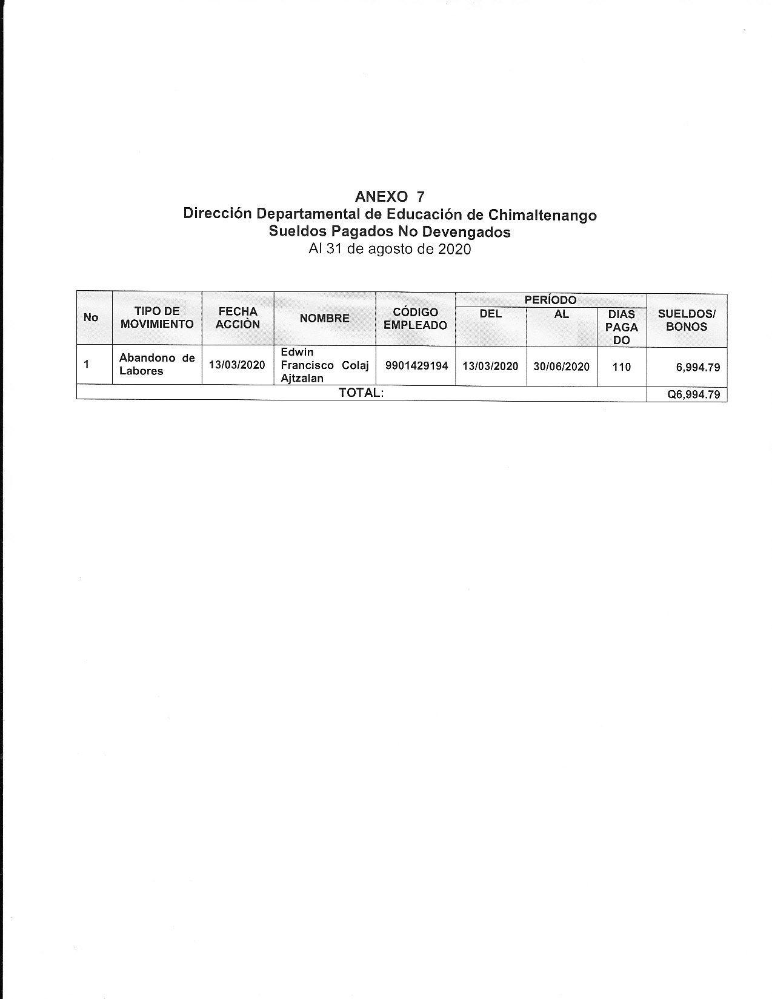 ANEXO 7
Dirección Departamental de Educación de Chimaltenango
Sueldos Pagados No Devengados
Al 31 de agosto de 2020
No
TIPO DE
MOVIMIENTO
FECHA
ACCIÓN
NOMBRE
CÓDIGO
EMPLEADO
PERÍODO
DEL
AL
DIAS
PAGA
DO
SUELDOS/
BONOS
1
Abandono de
Labores
13/03/2020
Edwin
Francisco Colaj
Ajtzalan
9901429194
13/03/2020
30/06/2020
110
6,994.79
TOTAL:
Q6,994.79